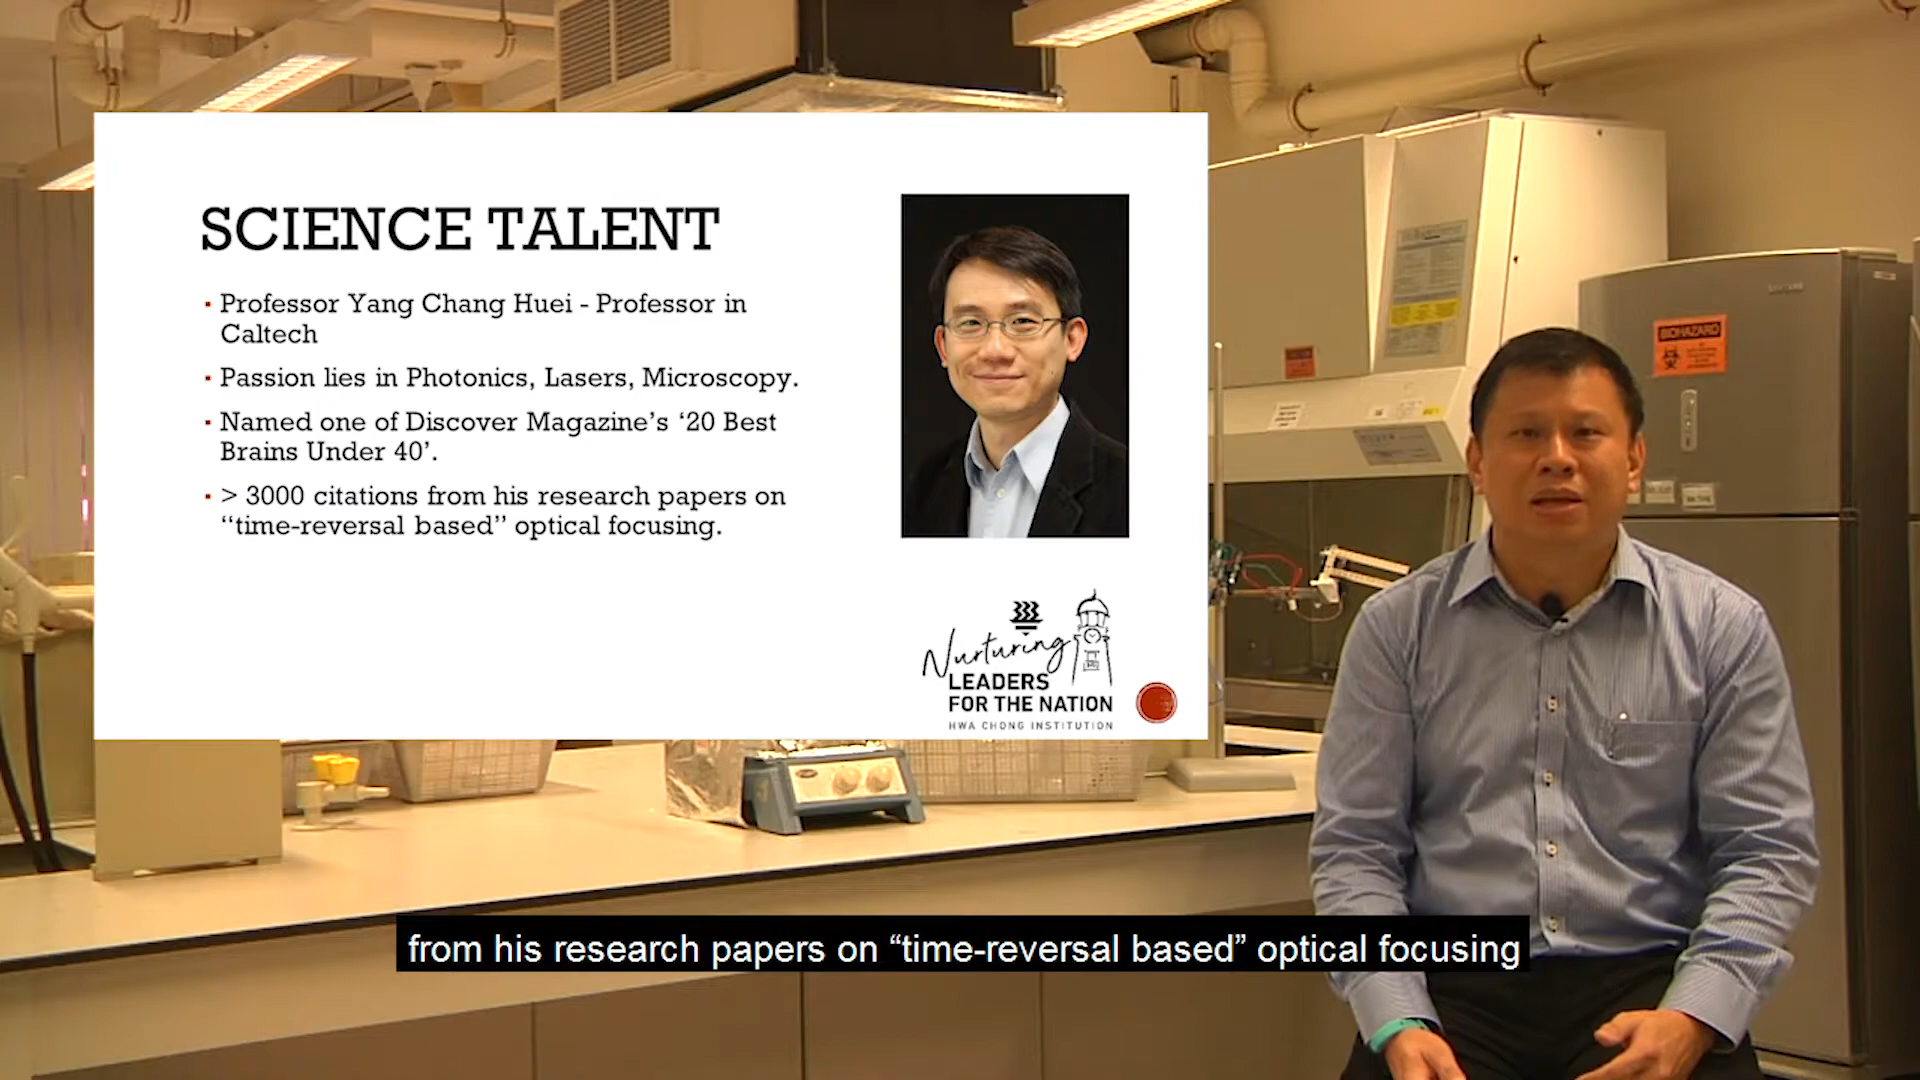 SCIENCE TALENT
▪ Professor Yang Chang Huei - Professor in
Caltech
▪ Passion lies in Photonics, Lasers, Microscopy.
▪ Named one of Discover Magazine’s ‘20 Best
Brains Under 40’.
▪ > 3000 citations from his research papers on
“time-reversal based” optical focusing.
Nurturing
LEADERS
FOR THE NATION
HWA CHONG INSTITUTION
BIOHAZARD
from his research papers on “time-reversal based” optical focusing